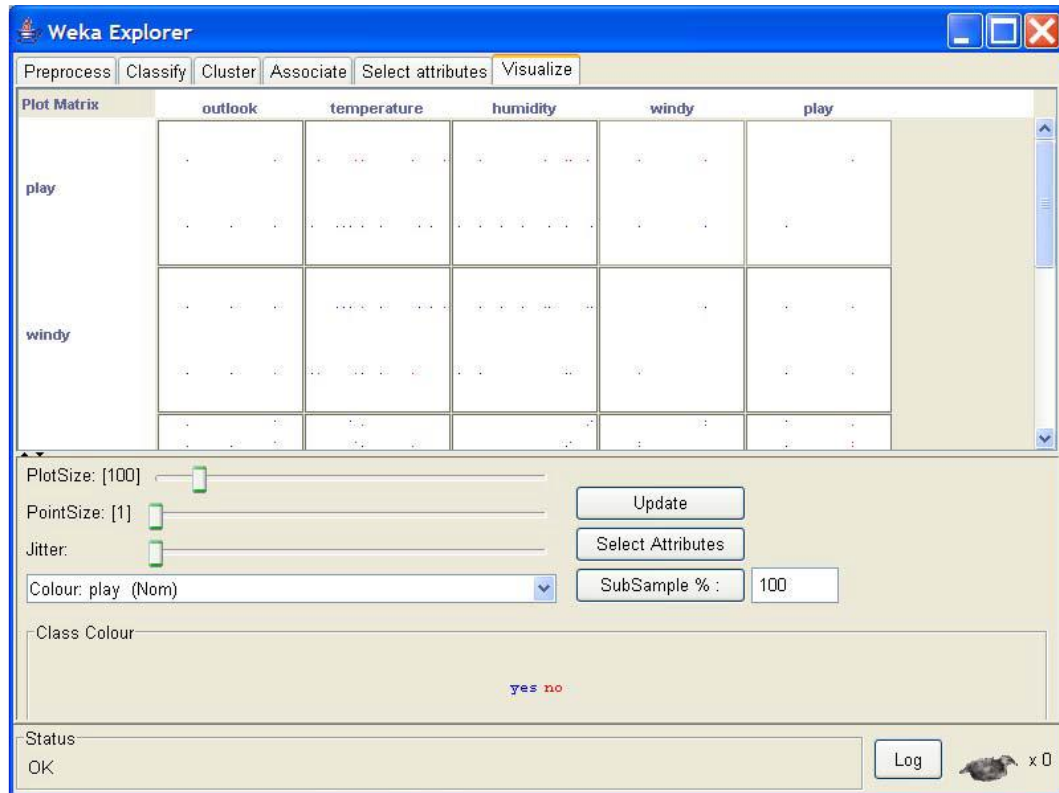 Weka Explorer
Preprocess Classify Cluster Associate Select attributes Visualize
Plot Matrix outlook temperature humidity windy play
play
windy
PlotSize: [100]
PointSize: [1]
Jitter:
Update
Select Attributes
Colour: play (Nom)
SubSample % : 100
Class Colour
yes no
Status
OK
Log
x 0